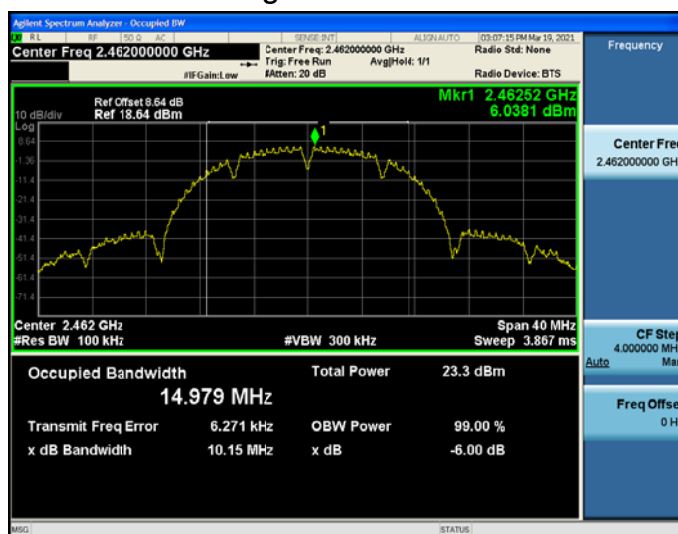 Agilent Spectrum Analyzer - Occupied BW
RL RF 50 Ω AC SENSE:INT ALIGN AUTO 03:07:15 PM Mar 19, 2021
Center Freq 2.462000000 GHz
Center Freq: 2.462000000 GHz
Radio Std: None
Trig: Free Run Avg|Hold: 1/1
#IFGain:Low #Atten: 20 dB Radio Device: BTS
Frequency
Ref Offset 8.64 dB
10 dB/div Ref 18.64 dBm
Mkr1 2.46252 GHz
6.0381 dBm
Log
1
8.64
-1.36
-11.4
-21.4
-31.4
-41.4
-51.4
-61.4
-71.4
Center Fre
2.462000000 GH
Center 2.462 GHz Span 40 MHz
#Res BW 100 kHz #VBW 300 kHz Sweep 3.867 ms
CF Step
4.000000 MH
Auto Ma
Occupied Bandwidth Total Power 23.3 dBm
14.979 MHz
Transmit Freq Error 6.271 kHz OBW Power 99.00 %
x dB Bandwidth 10.15 MHz x dB -6.00 dB
Freq Offse
0 H
MSG STATUS